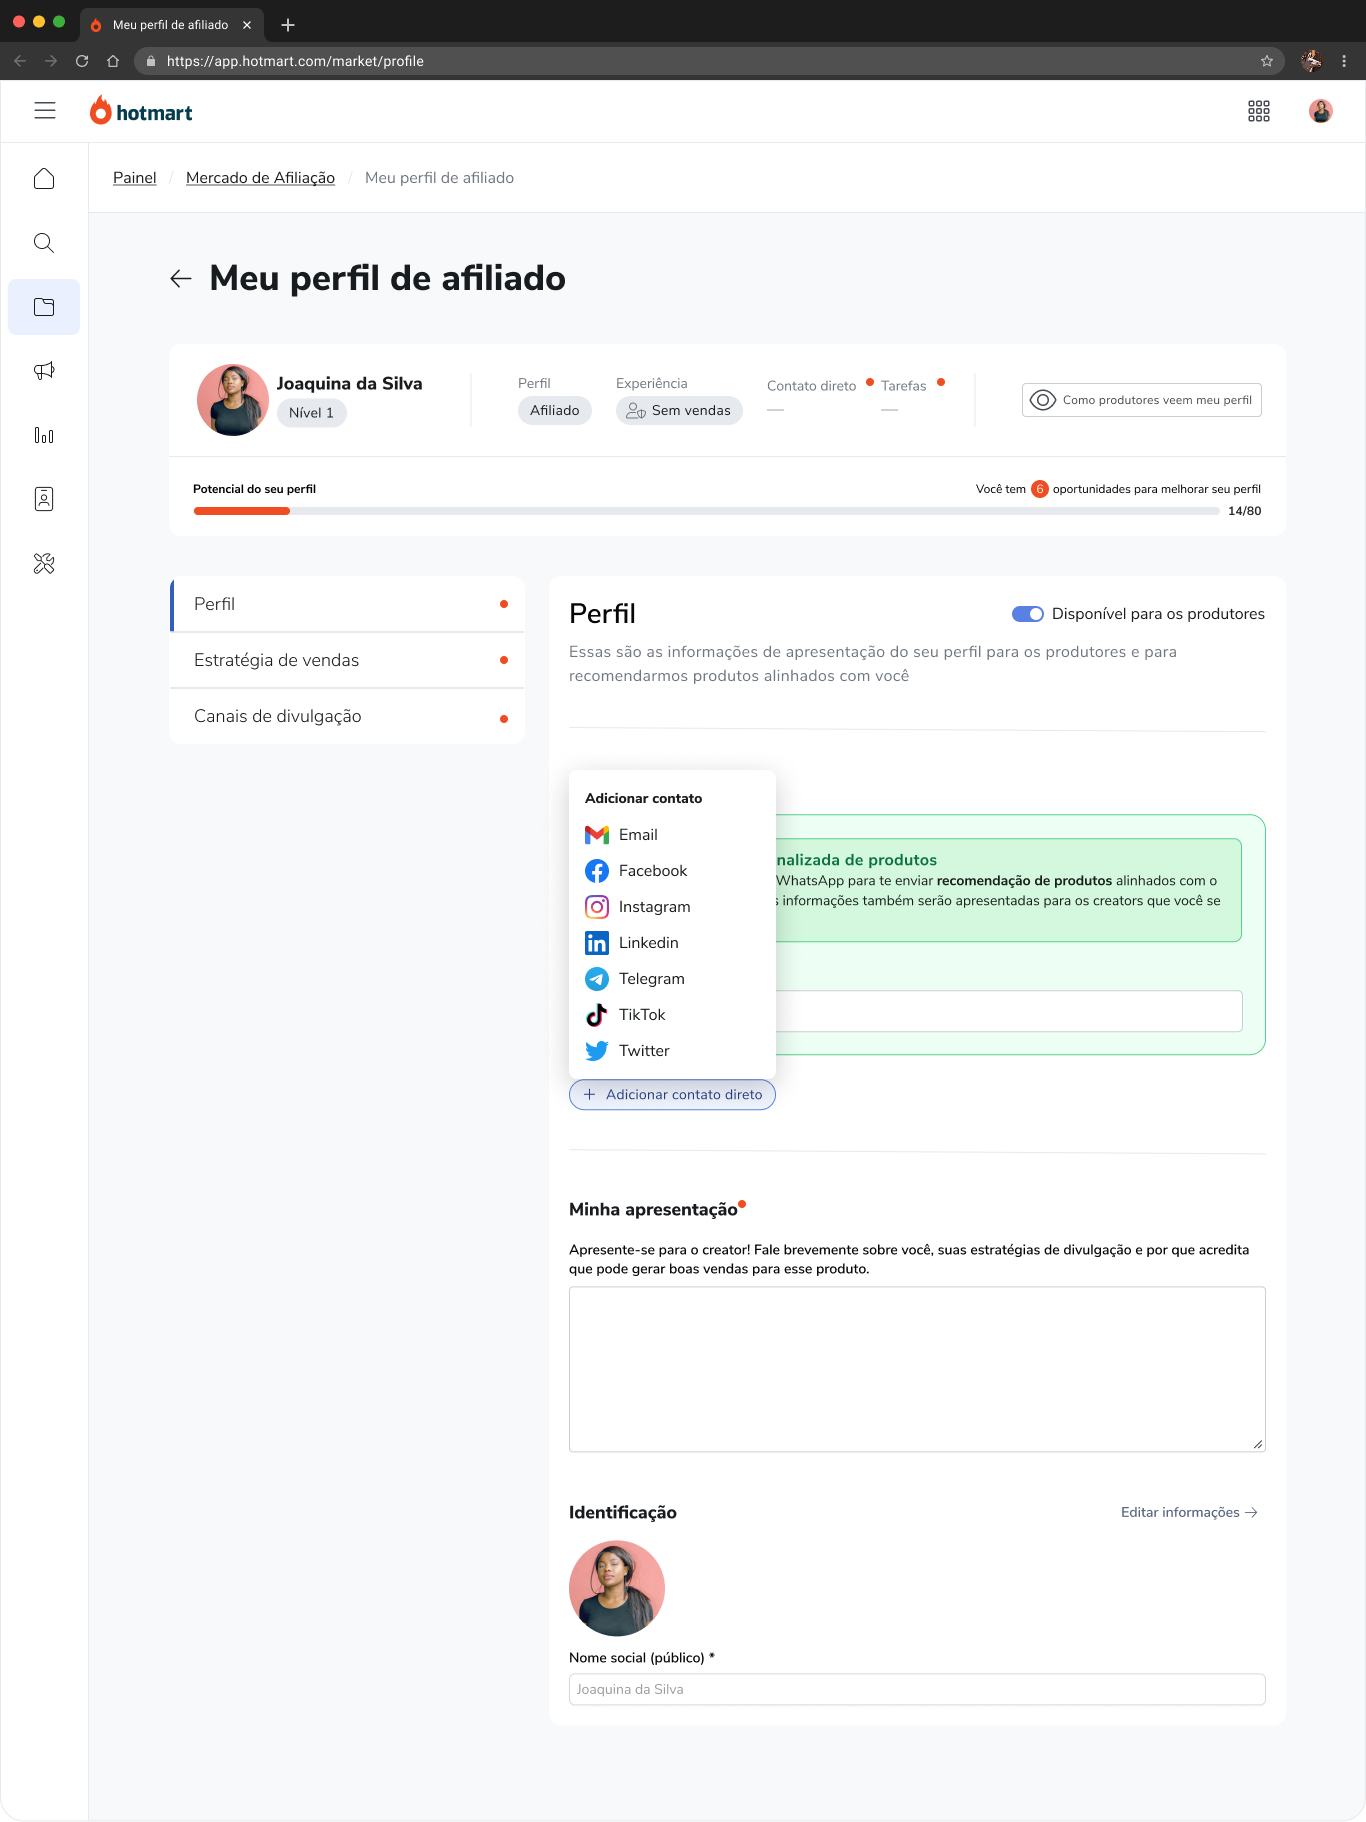 Meu perfil de afiliado
https://app.hotmart.com/market/profile
hotmart
Painel / Mercado de Afiliação / Meu perfil de afiliado
Meu perfil de afiliado
Joaquina da Silva
Nível 1
Perfil
Afiliado
Experiência
Sem vendas
Contato direto
—
Tarefas
—
Como produtores veem meu perfil
Potencial do seu perfil
Você tem 6 oportunidades para melhorar seu perfil
14/80
Perfil
Estratégia de vendas
Canais de divulgação
Perfil
Disponível para os produtores
Essas são as informações de apresentação do seu perfil para os produtores e para
recomendarmos produtos alinhados com você
Adicionar contato
Email
Facebook
Instagram
Linkedin
Telegram
TikTok
Twitter
nalizada de produtos
WhatsApp para te enviar recomendação de produtos alinhados com o
s informações também serão apresentadas para os creators que você se
+ Adicionar contato direto
Minha apresentação
Apresente-se para o creator! Fale brevemente sobre você, suas estratégias de divulgação e por que acredita
que pode gerar boas vendas para esse produto.
Identificação
Editar informações →
Nome social (público) *
Joaquina da Silva